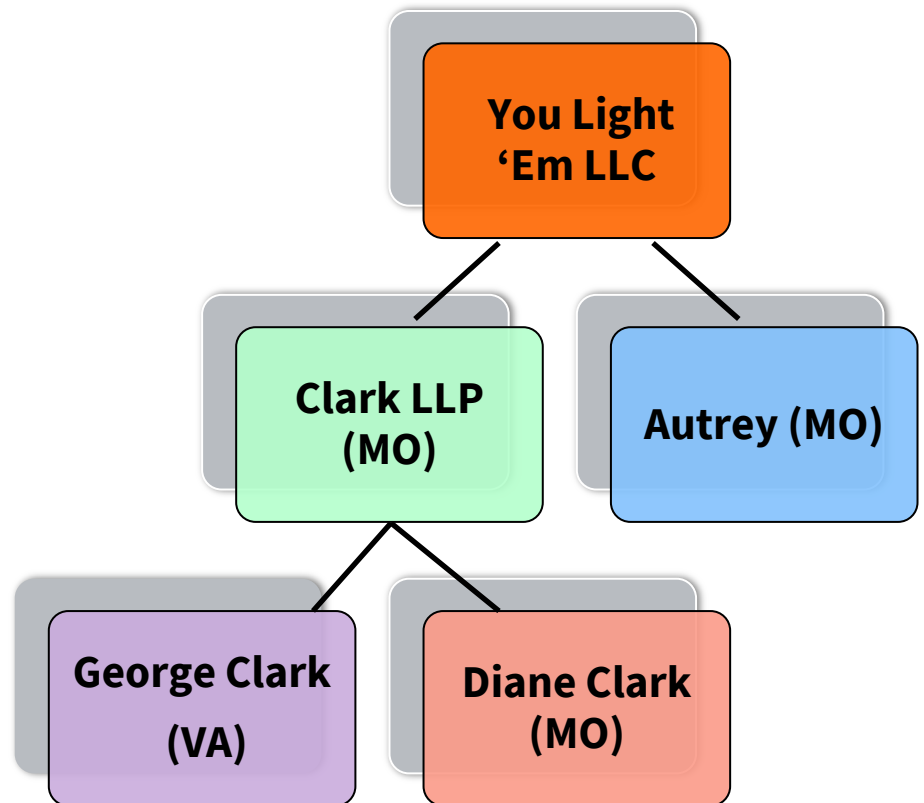 You Light
‘Em LLC
Clark LLP
(MO)
Autrey (MO)
George Clark
(VA)
Diane Clark
(MO)